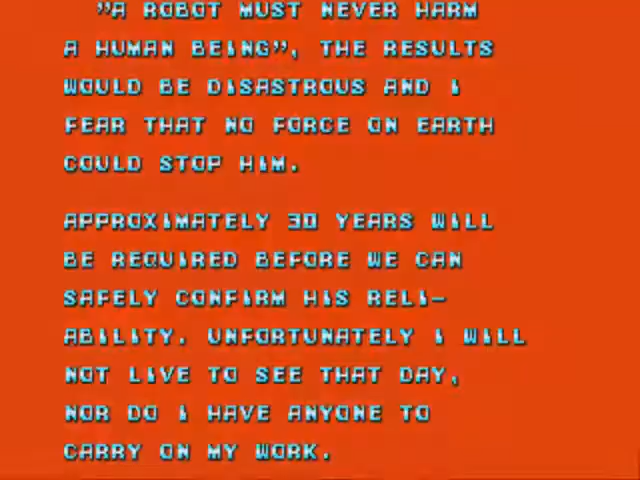 "A ROBOT MUST NEVER HARM
A HUMAN BEING", THE RESULTS
WOULD BE DISASTROUS AND I
FEAR THAT NO FORCE ON EARTH
COULD STOP HIM.
APPROXIMATELY 30 YEARS WILL
BE REQUIRED BEFORE WE CAN
SAFELY CONFIRM HIS RELI-
ABILITY. UNFORTUNATELY I WILL
NOT LIVE TO SEE THAT DAY,
NOR DO I HAVE ANYONE TO
CARRY ON MY WORK.